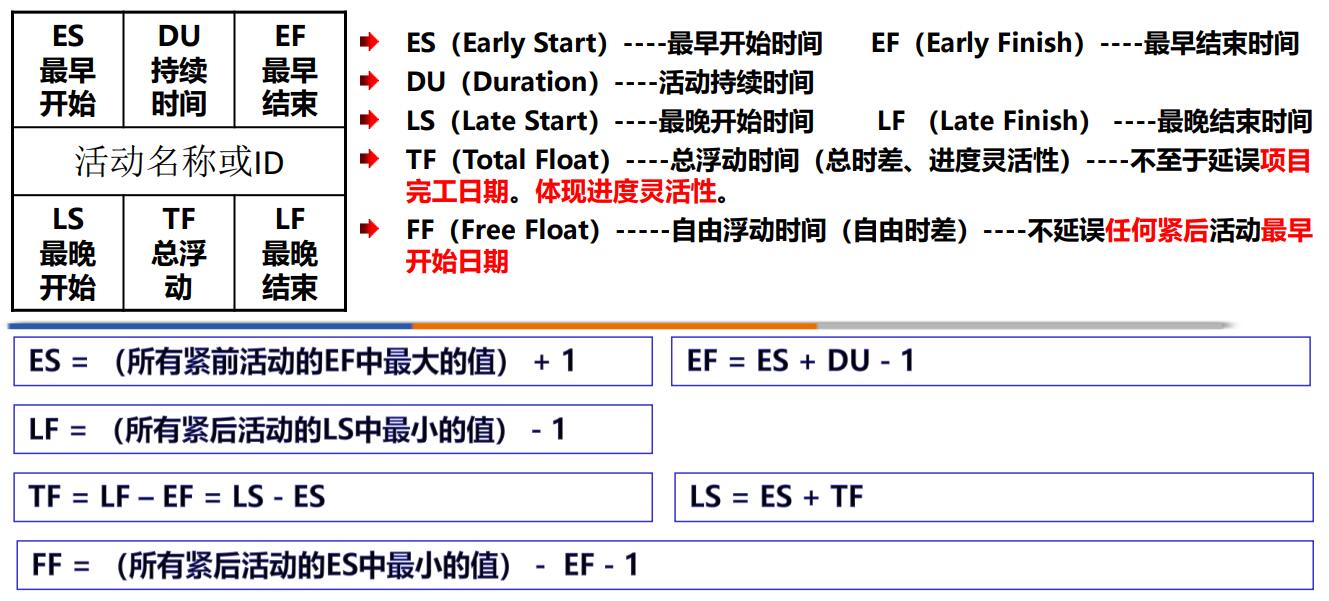 ES
最早
开始
DU
持续
时间
EF
最早
结束
活动名称或ID
LS
最晚
开始
TF
总浮
动
LF
最晚
结束
ES（Early Start）----最早开始时间 EF（Early Finish）----最早结束时间
DU（Duration）----活动持续时间
LS（Late Start）----最晚开始时间 LF （Late Finish） ----最晚结束时间
TF（Total Float）----总浮动时间（总时差、进度灵活性）----不至于延误项目
完工日期。体现进度灵活性。
FF（Free Float）-----自由浮动时间（自由时差）----不延误任何紧后活动最早
开始日期
ES = （所有紧前活动的EF中最大的值） + 1
EF = ES + DU - 1
LF = （所有紧后活动的LS中最小的值） - 1
TF = LF – EF = LS - ES
LS = ES + TF
FF = （所有紧后活动的ES中最小的值） - EF - 1